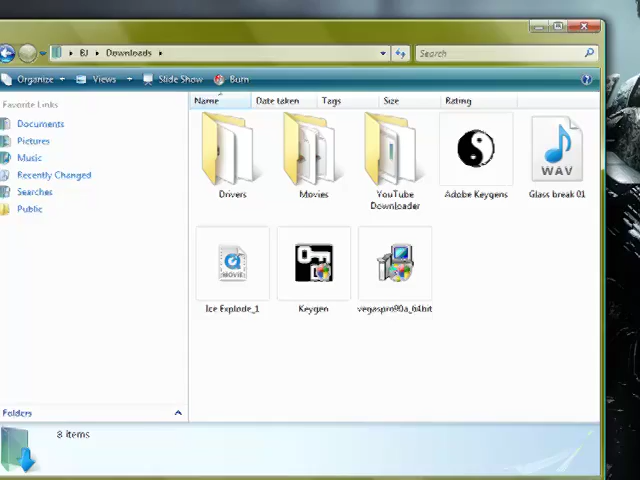 BJ ▸ Downloads ▸
Search
Organize
Views
Slide Show
Burn
Favorite Links
Documents
Pictures
Music
Recently Changed
Searches
Public
Folders
Name
Date taken
Tags
Size
Rating
Drivers
Movies
YouTube
Downloader
Adobe Keygens
Glass break 01
WAV
MOVIE
Ice Explode_1
Keygen
vegaspro90a_64bit
8 items